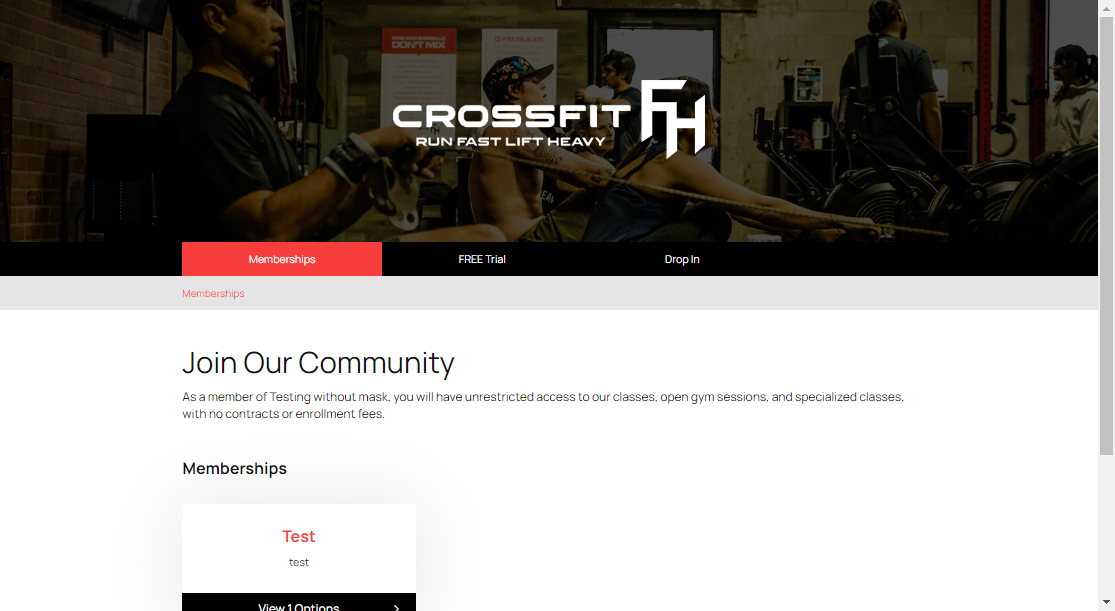 DON'T MIX
GYM RULES
CROSSFIT FH
RUN FAST LIFT HEAVY
Memberships
FREE Trial
Drop In
Memberships
Join Our Community
As a member of Testing without mask, you will have unrestricted access to our classes, open gym sessions, and specialized classes,
with no contracts or enrollment fees.
Memberships
Test
test
View 1 Options